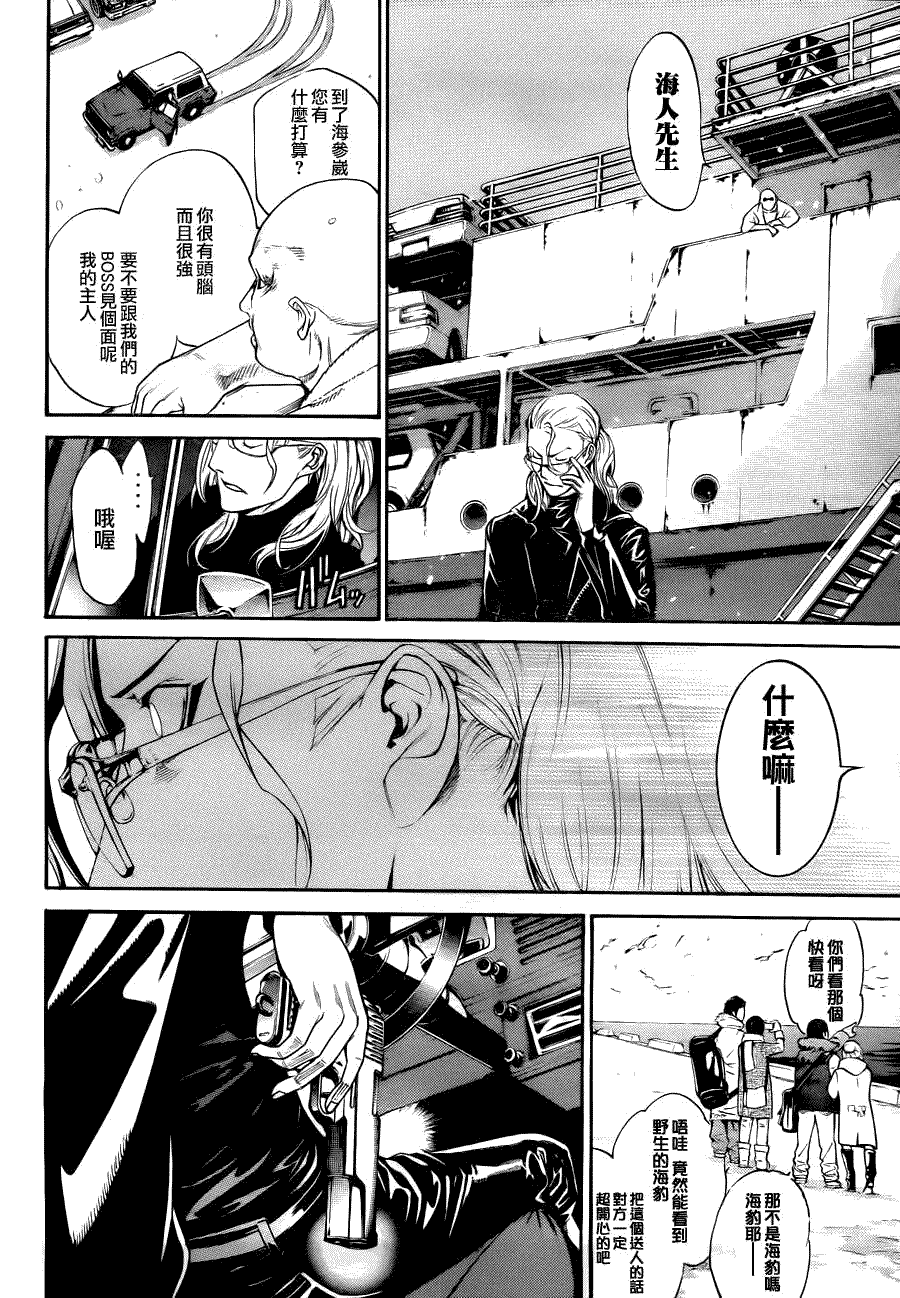 海人先生
到了海參崴
您有
什麼打算？
你很有頭腦
而且很強
要不要跟我們的
BOSS見個面呢
我的主人
‥‥
哦喔
バムッ
什麼嘛──
你們看那個
快看呀
那不是海豹嗎
海豹耶──
唔哇 竟然能看到
野生的海豹
把這個送人的話
對方一定
超開心的吧